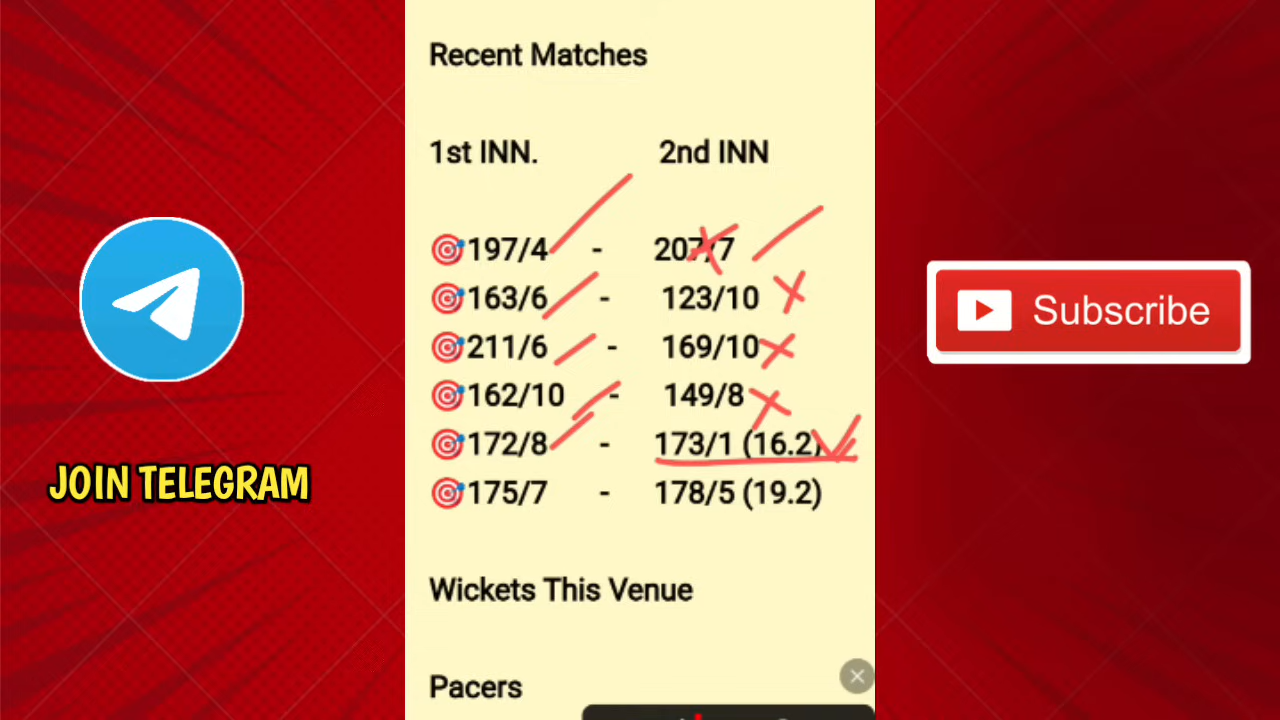 Recent Matches
1st INN. 2nd INN
197/4 - 207/7
163/6 - 123/10
211/6 - 169/10
162/10 - 149/8
172/8 - 173/1 (16.2)
175/7 - 178/5 (19.2)
Wickets This Venue
Pacers
JOIN TELEGRAM
Subscribe